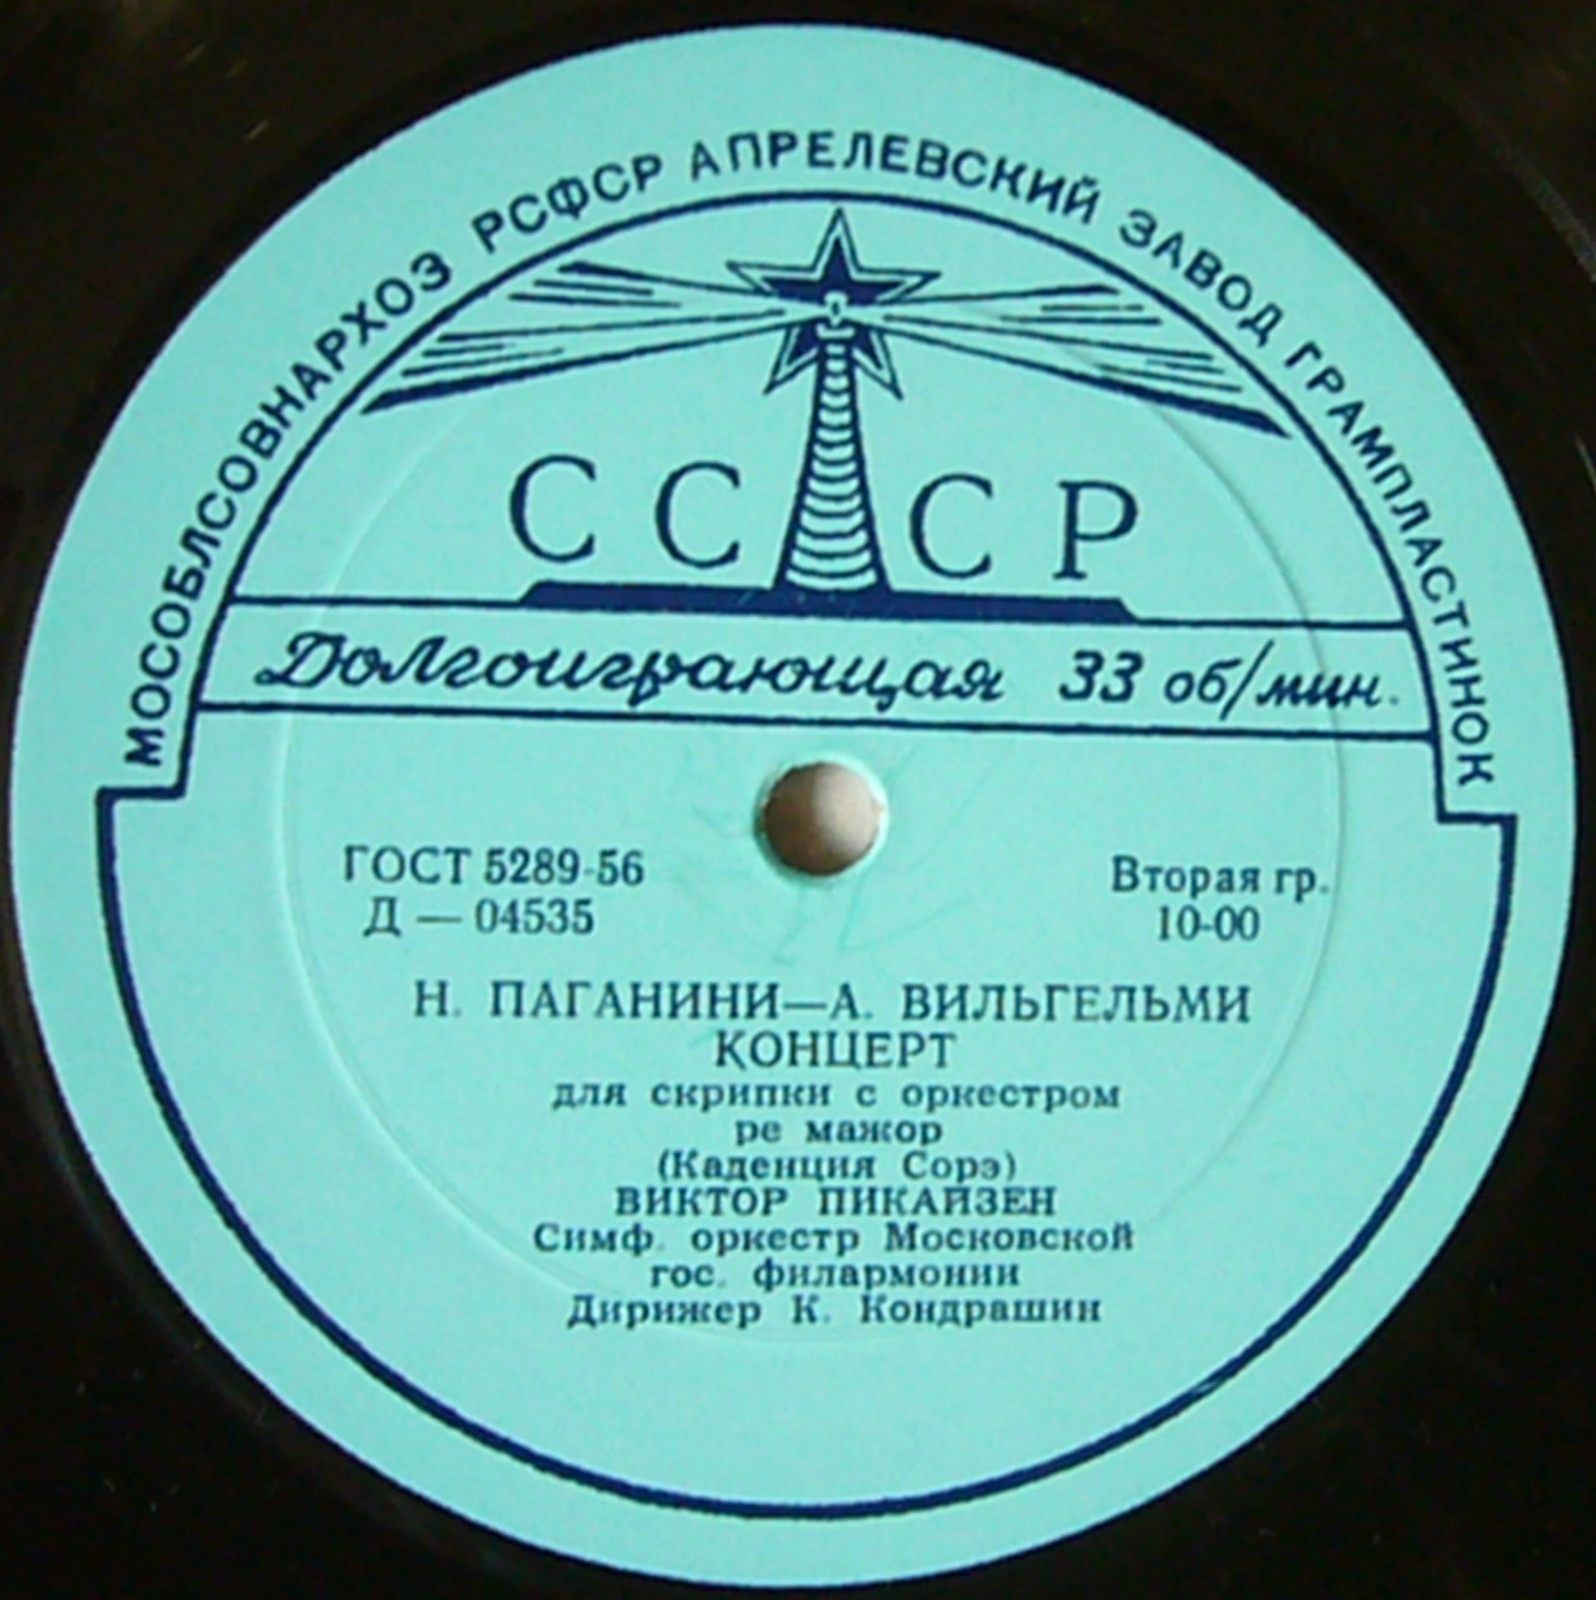 МОСОБЛСОВНАРХОЗ РСФСР АПРЕЛЕВСКИЙ ЗАВОД ГРАМПЛАСТИНОК
СССР
Долгоиграющая 33 об/мин.
ГОСТ 5289-56
Д — 04535
Вторая гр.
10-00
Н. ПАГАНИНИ—А. ВИЛЬГЕЛЬМИ
КОНЦЕРТ
для скрипки с оркестром
ре мажор
(Каденция Сорэ)
ВИКТОР ПИКАЙЗЕН
Симф. оркестр Московской
гос. филармонии
Дирижер К. Кондрашин